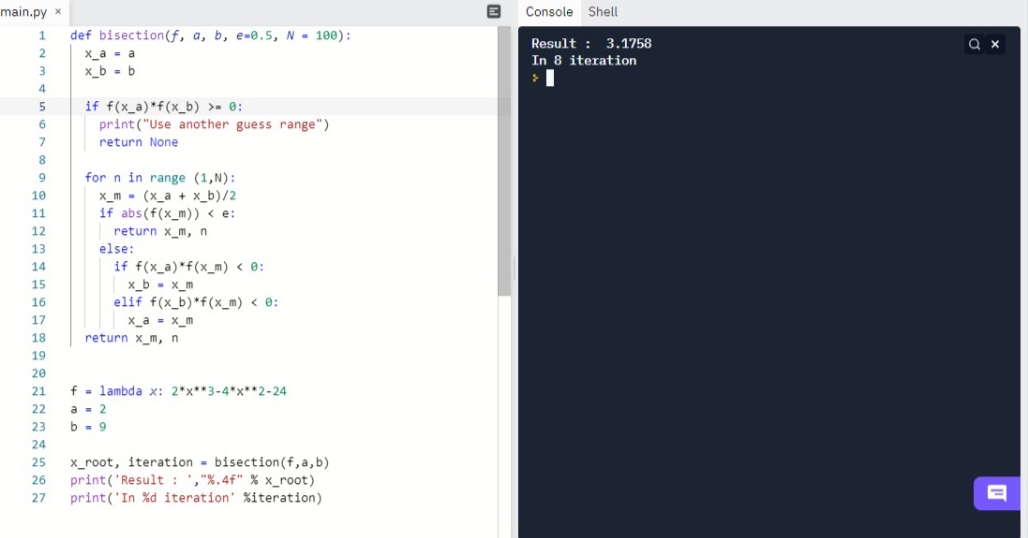 main.py ×
1 def bisection(f, a, b, e=0.5, N = 100):
2 x_a = a
3 x_b = b
4
5 if f(x_a)*f(x_b) >= 0:
6 print("Use another guess range")
7 return None
8
9 for n in range (1,N):
10 x_m = (x_a + x_b)/2
11 if abs(f(x_m)) < e:
12 return x_m, n
13 else:
14 if f(x_a)*f(x_m) < 0:
15 x_b = x_m
16 elif f(x_b)*f(x_m) < 0:
17 x_a = x_m
18 return x_m, n
19
20
21 f = lambda x: 2*x**3-4*x**2-24
22 a = 2
23 b = 9
24
25 x_root, iteration = bisection(f,a,b)
26 print('Result : ',"%.4f" % x_root)
27 print('In %d iteration' %iteration)
Console Shell
Result :  3.1758
In 8 iteration